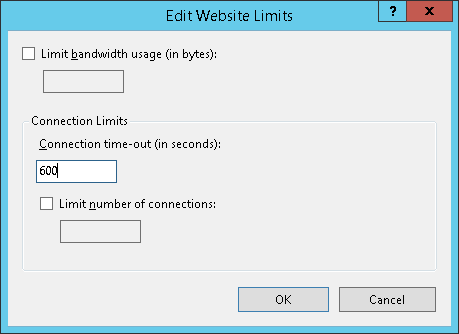 Edit Website Limits
? x
Limit bandwidth usage (in bytes):
Connection Limits
Connection time-out (in seconds):
600
Limit number of connections:
OK Cancel